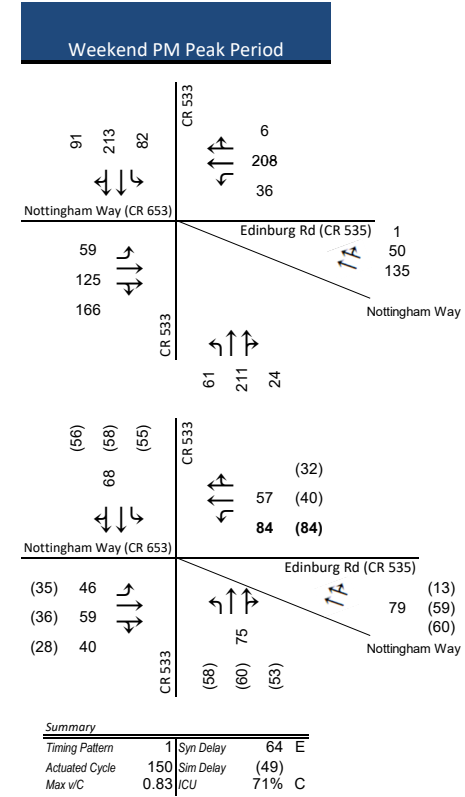 Weekend PM Peak Period
CR 533
91 213 82
6
208
36
Nottingham Way (CR 653)
Edinburg Rd (CR 535)
1
50
135
59
125
166
Nottingham Way
CR 533
61 211 24
(56) (58) (55)
68
CR 533
(32)
57 (40)
84 (84)
Nottingham Way (CR 653)
Edinburg Rd (CR 535)
(35) 46
(36) 59
(28) 40
(13)
79 (59)
(60)
75
Nottingham Way
CR 533
(58) (60) (53)
Summary
Timing Pattern 1 Syn Delay 64 E
Actuated Cycle 150 Sim Delay (49)
Max v/C 0.83 ICU 71% C